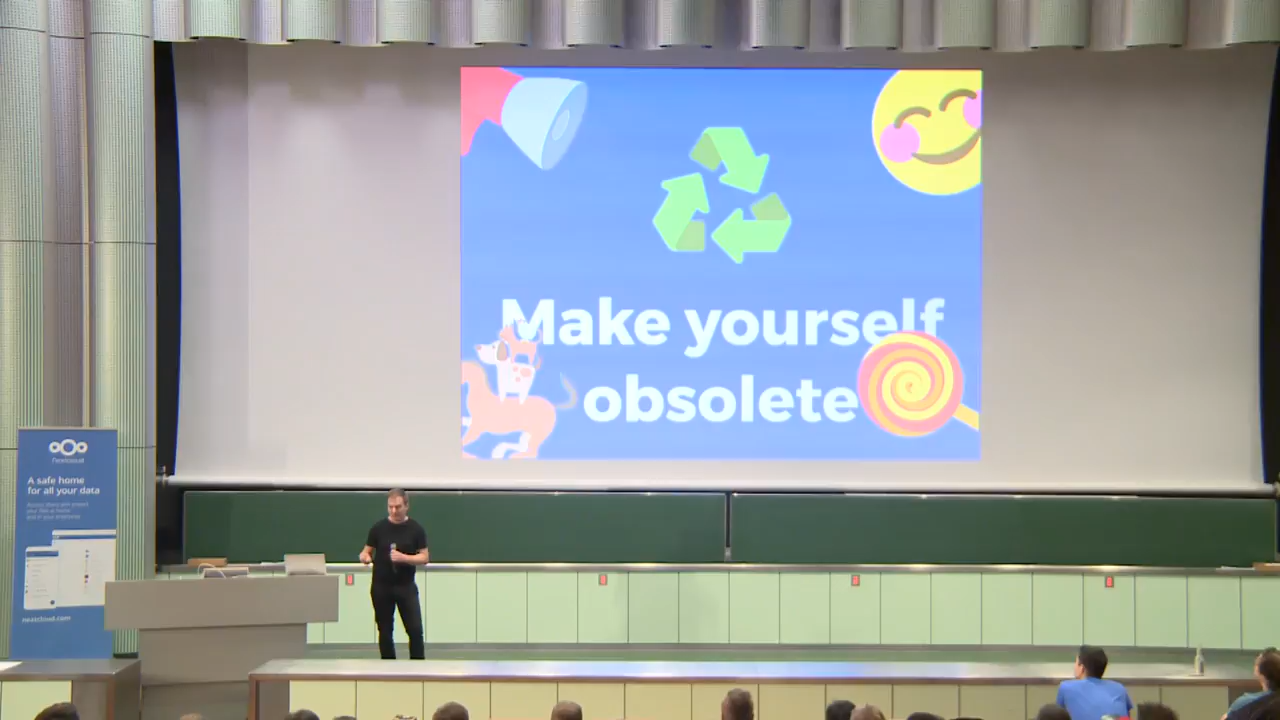 Make yourself
obsolete
Nextcloud
A safe home
for all your data
nextcloud.com